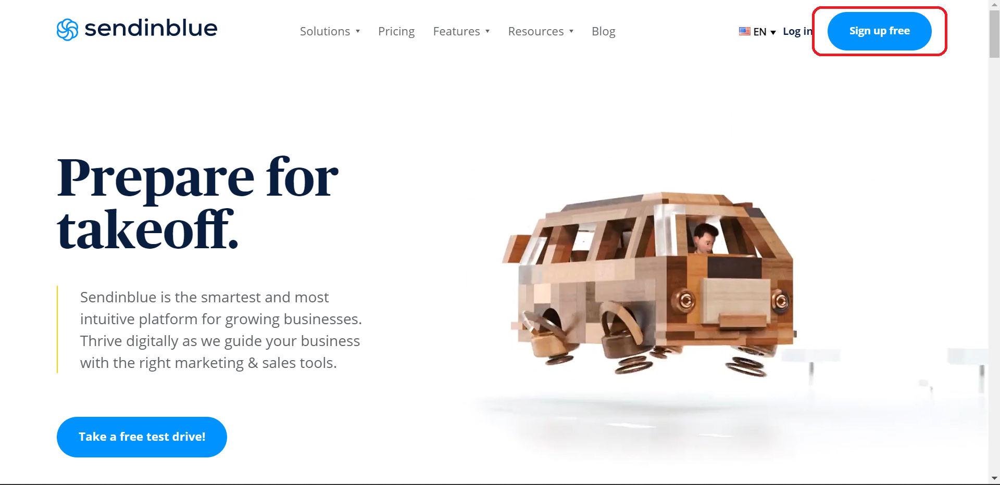 sendinblue
Solutions
Pricing
Features
Resources
Blog
EN
Log in
Sign up free
Prepare for
takeoff.
Sendinblue is the smartest and most
intuitive platform for growing businesses.
Thrive digitally as we guide your business
with the right marketing & sales tools.
Take a free test drive!